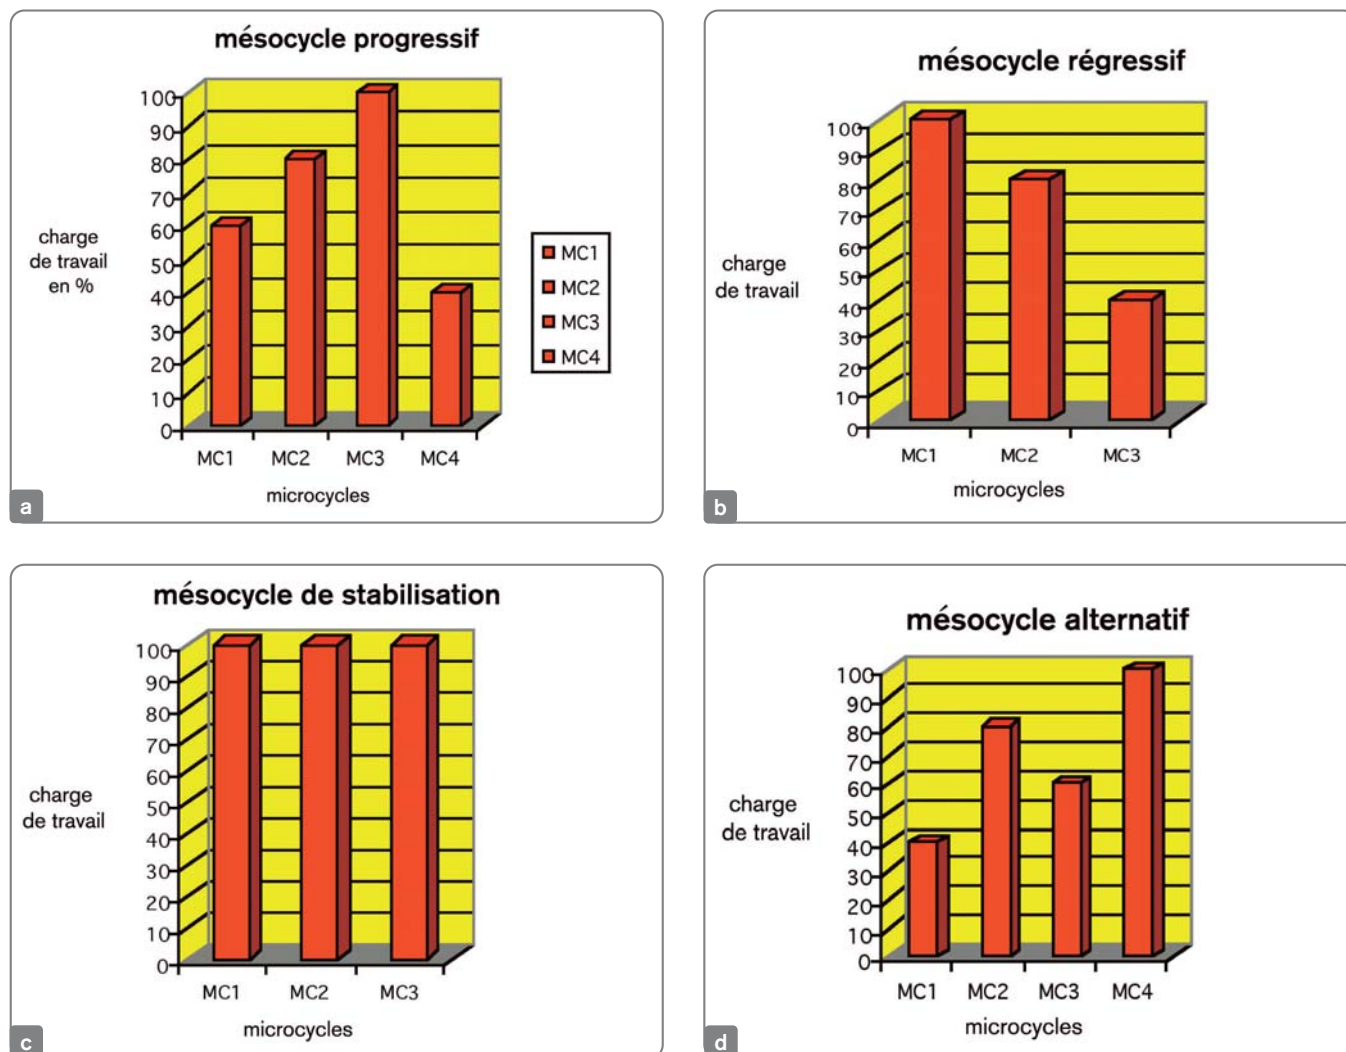 mésocycle progressif
100
90
80
70
60
50
40
30
20
10
0
charge
de travail
en %
MC1
MC2
MC3
MC4
MC1 MC2 MC3 MC4
microcycles
a
mésocycle régressif
100
90
80
70
60
50
40
30
20
10
0
charge
de travail
MC1 MC2 MC3
microcycles
b
mésocycle de stabilisation
100
90
80
70
60
50
40
30
20
10
0
charge
de travail
MC1 MC2 MC3
microcycles
c
mésocycle alternatif
100
90
80
70
60
50
40
30
20
10
0
charge
de travail
MC1 MC2 MC3 MC4
microcycles
d